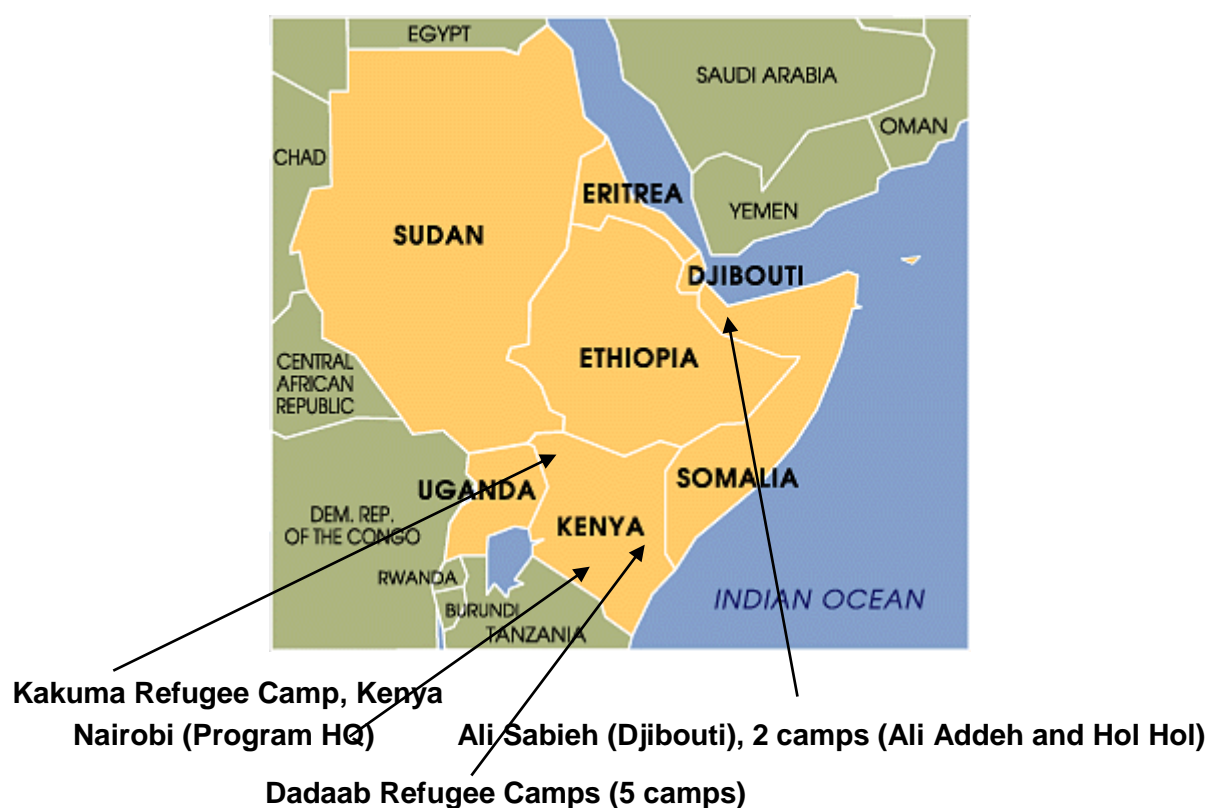 EGYPT
SAUDI ARABIA
OMAN
CHAD
ERITREA
YEMEN
SUDAN
DJIBOUTI
ETHIOPIA
CENTRAL
AFRICAN
REPUBLIC
SOMALIA
UGANDA
DEM. REP.
OF THE CONGO
KENYA
RWANDA
INDIAN OCEAN
BURUNDI
TANZANIA
Kakuma Refugee Camp, Kenya
Nairobi (Program HQ)
Ali Sabieh (Djibouti), 2 camps (Ali Addeh and Hol Hol)
Dadaab Refugee Camps (5 camps)